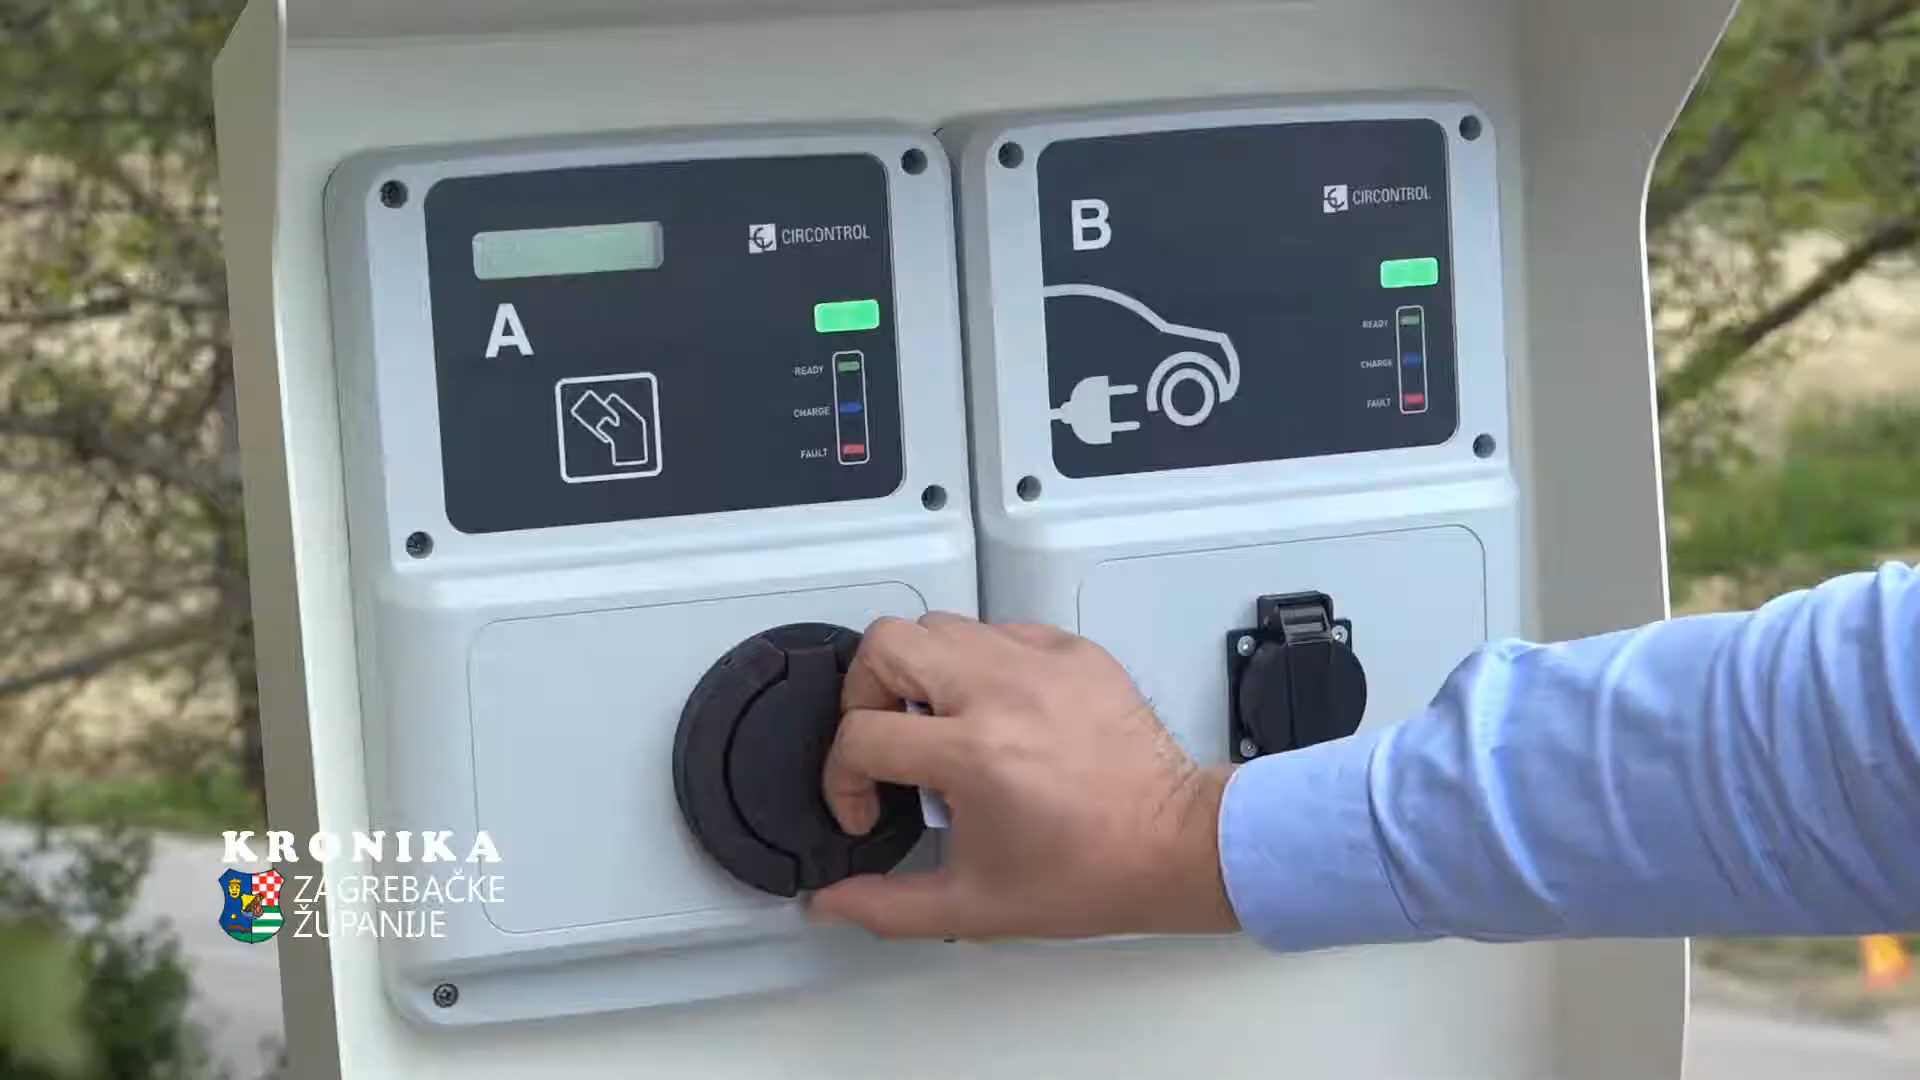 CIRCONTROL
A
READY
CHARGE
FAULT
B
CIRCONTROL
READY
CHARGE
FAULT
KRONIKA
ZAGREBAČKE
ŽUPANIJE